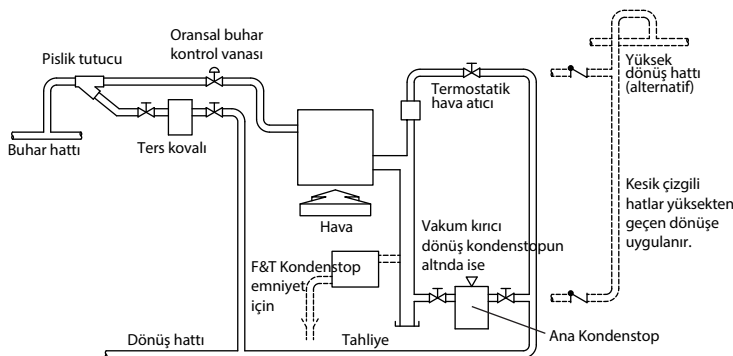 Oransal buhar
kontrol vanası
Pislik tutucu
Buhar hattı
Ters kovalı
Termostatik
hava atıcı
Yüksek
dönüş hattı
(alternatif)
Hava
Kesik çizgili
hatlar yüksekten
geçen dönüşe
uygulanır.
Vakum kırıcı
dönüş kondenstopun
altnda ise
F&T Kondenstop
emniyet
için
Ana Kondenstop
Dönüş hattı
Tahliye